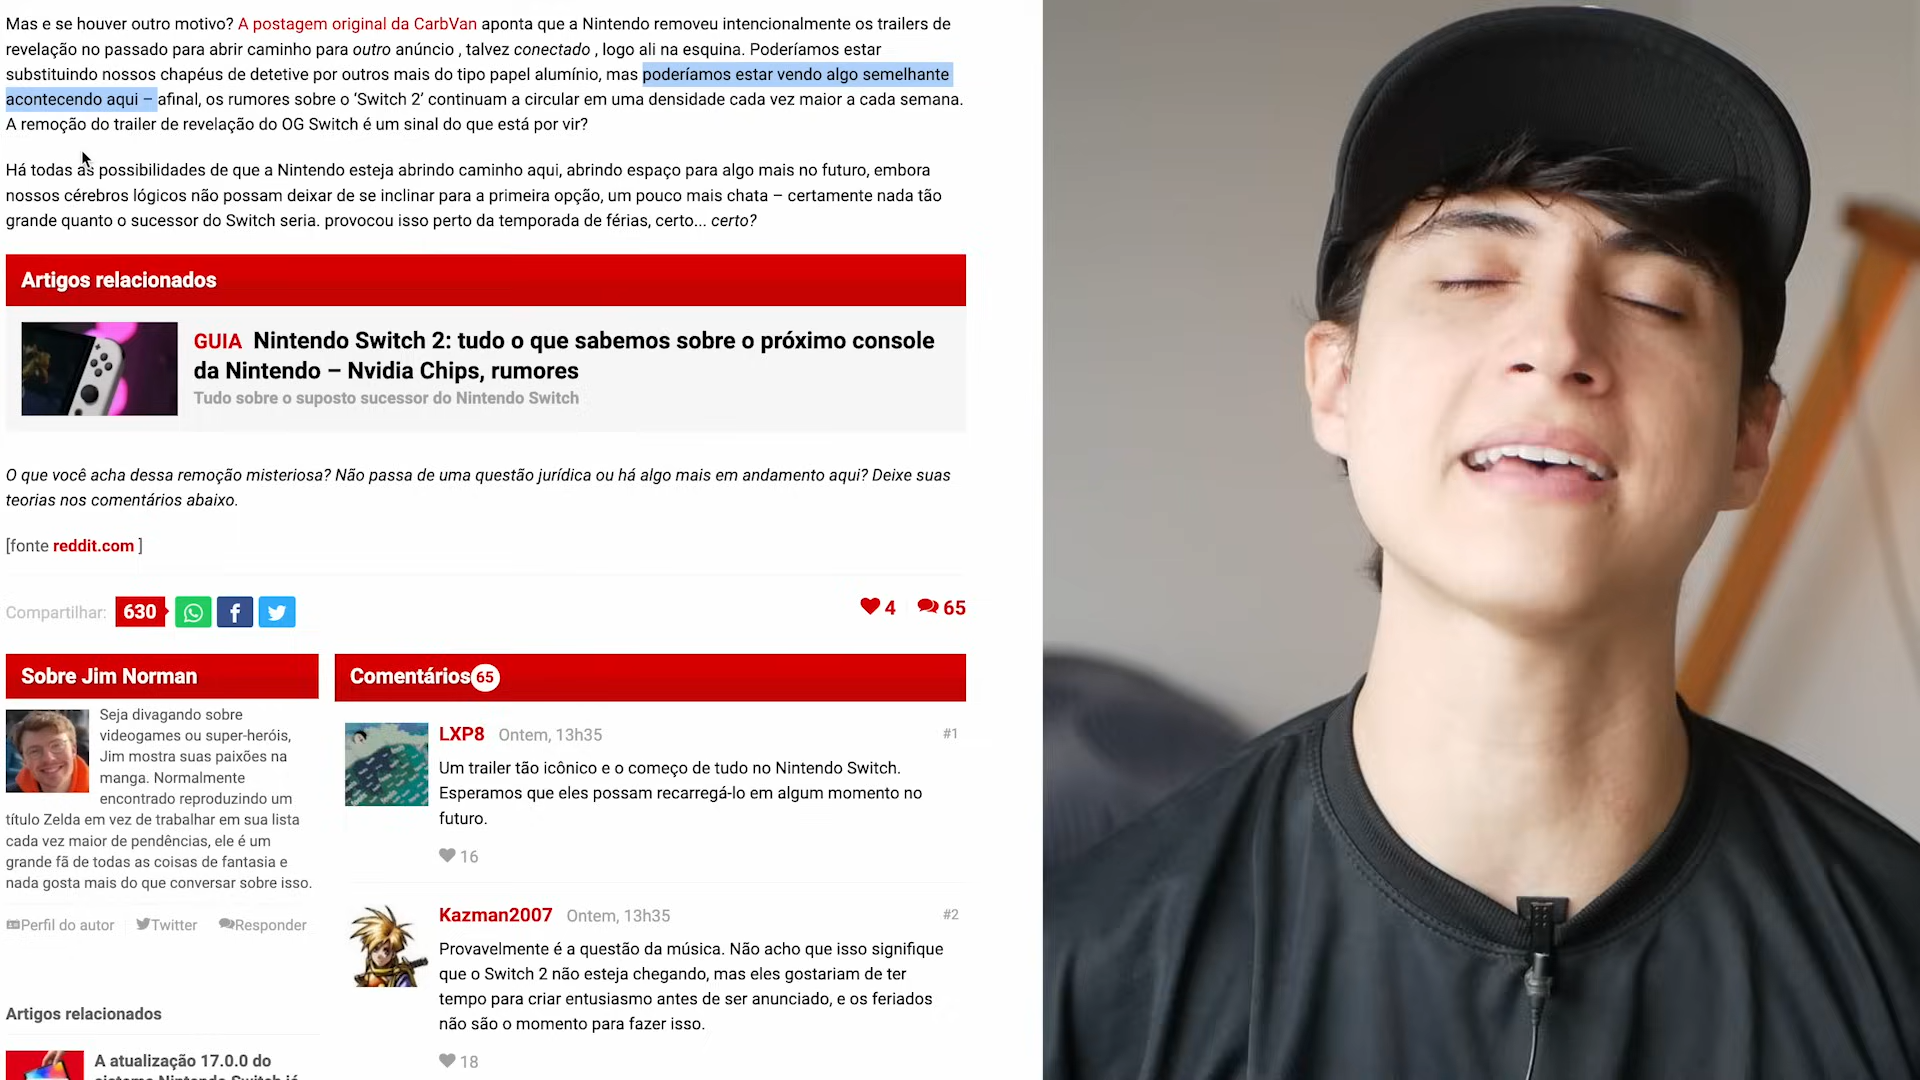 Mas e se houver outro motivo? A postagem original da CarbVan aponta que a Nintendo removeu intencionalmente os trailers de
revelação no passado para abrir caminho para outro anúncio , talvez conectado , logo ali na esquina. Poderíamos estar
substituindo nossos chapéus de detetive por outros mais do tipo papel alumínio, mas poderíamos estar vendo algo semelhante
acontecendo aqui – afinal, os rumores sobre o ‘Switch 2’ continuam a circular em uma densidade cada vez maior a cada semana.
A remoção do trailer de revelação do OG Switch é um sinal do que está por vir?
Há todas as possibilidades de que a Nintendo esteja abrindo caminho aqui, abrindo espaço para algo mais no futuro, embora
nossos cérebros lógicos não possam deixar de se inclinar para a primeira opção, um pouco mais chata – certamente nada tão
grande quanto o sucessor do Switch seria. provocou isso perto da temporada de férias, certo... certo?
Artigos relacionados
GUIA Nintendo Switch 2: tudo o que sabemos sobre o próximo console
da Nintendo – Nvidia Chips, rumores
Tudo sobre o suposto sucessor do Nintendo Switch
O que você acha dessa remoção misteriosa? Não passa de uma questão jurídica ou há algo mais em andamento aqui? Deixe suas
teorias nos comentários abaixo.
[fonte reddit.com ]
Compartilhar: 630
4 65
Sobre Jim Norman
Seja divagando sobre
videogames ou super-heróis,
Jim mostra suas paixões na
manga. Normalmente
encontrado reproduzindo um
título Zelda em vez de trabalhar em sua lista
cada vez maior de pendências, ele é um
grande fã de todas as coisas de fantasia e
nada gosta mais do que conversar sobre isso.
Perfil do autor Twitter Responder
Artigos relacionados
A atualização 17.0.0 do
sistema Nintendo Switch já
Comentários 65
LXP8 Ontem, 13h35 #1
Um trailer tão icônico e o começo de tudo no Nintendo Switch.
Esperamos que eles possam recarregá-lo em algum momento no
futuro.
16
Kazman2007 Ontem, 13h35 #2
Provavelmente é a questão da música. Não acho que isso signifique
que o Switch 2 não esteja chegando, mas eles gostariam de ter
tempo para criar entusiasmo antes de ser anunciado, e os feriados
não são o momento para fazer isso.
18